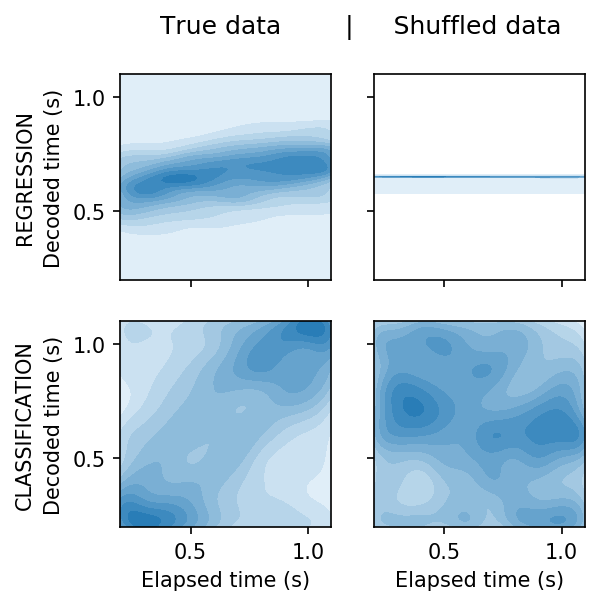 True data | Shuffled data
REGRESSION
Decoded time (s)
1.0
0.5
CLASSIFICATION
Decoded time (s)
1.0
0.5
0.5 1.0
0.5 1.0
Elapsed time (s)
Elapsed time (s)